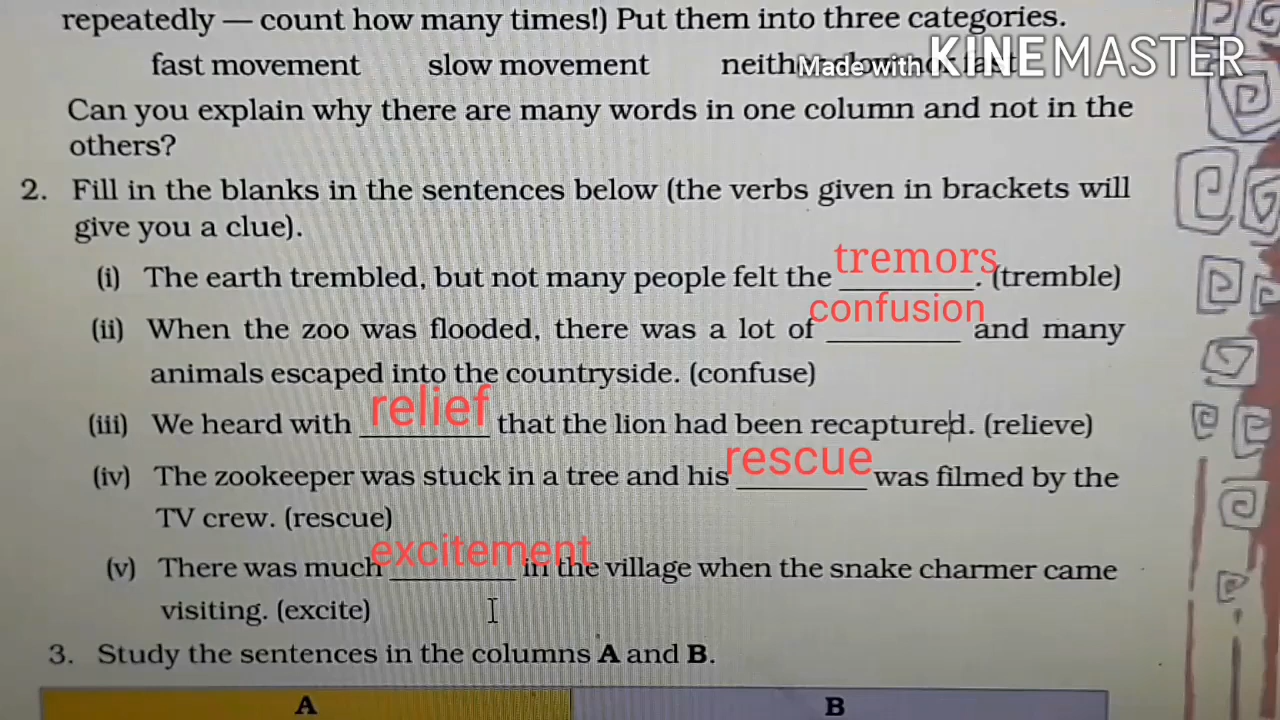 repeatedly — count how many times!) Put them into three categories.
fast movement slow movement
Made with KINEMASTER
Can you explain why there are many words in one column and not in the
others?
2. Fill in the blanks in the sentences below (the verbs given in brackets will
give you a clue).
(i) The earth trembled, but not many people felt the tremors. (tremble)
(ii) When the zoo was flooded, there was a lot of confusion and many
animals escaped into the countryside. (confuse)
(iii) We heard with relief that the lion had been recaptured. (relieve)
(iv) The zookeeper was stuck in a tree and his rescue was filmed by the
TV crew. (rescue)
(v) There was much excitement in the village when the snake charmer came
visiting. (excite)
3. Study the sentences in the columns A and B.
A B